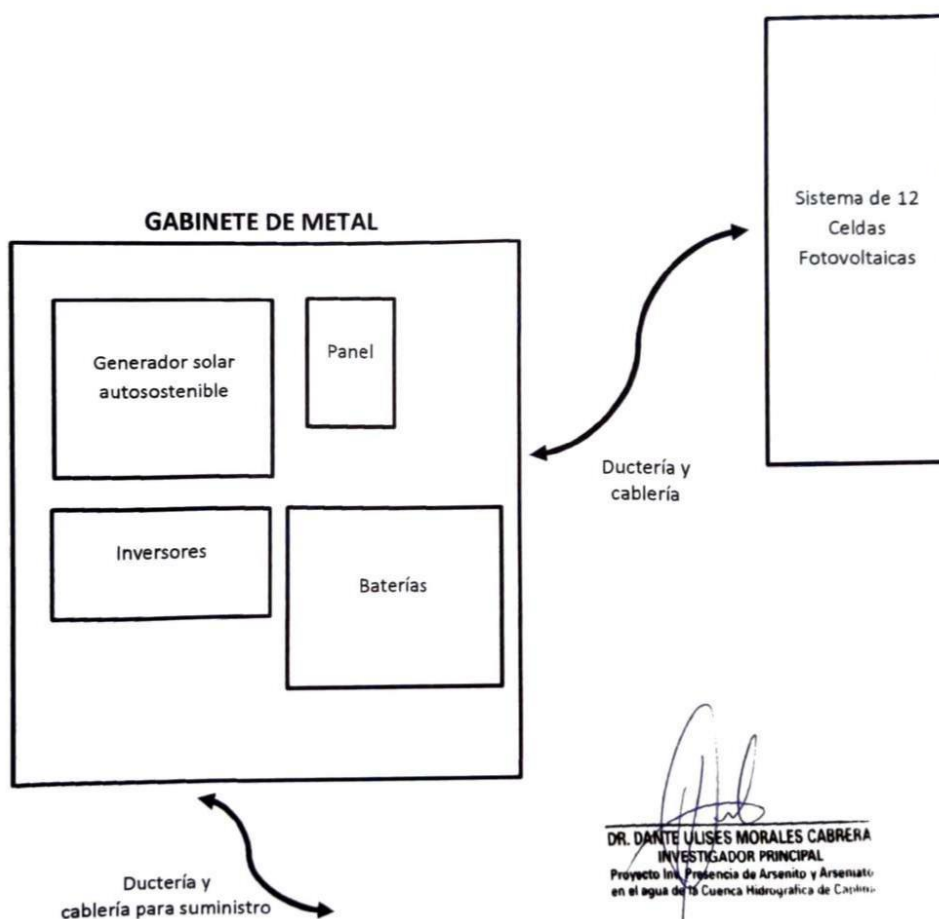 Sistema de 12
Celdas
Fotovoltaicas
GABINETE DE METAL
Generador solar
autosostenible
Panel
Ductería y
cablería
Inversores
Baterías
DR. DANTE ULISES MORALES CABRERA
INVESTIGADOR PRINCIPAL
Proyecto Presencia de Arsenito y Arseniato
en el agua de la Cuenca Hidrografica de
Ductería y
cablería para suministro